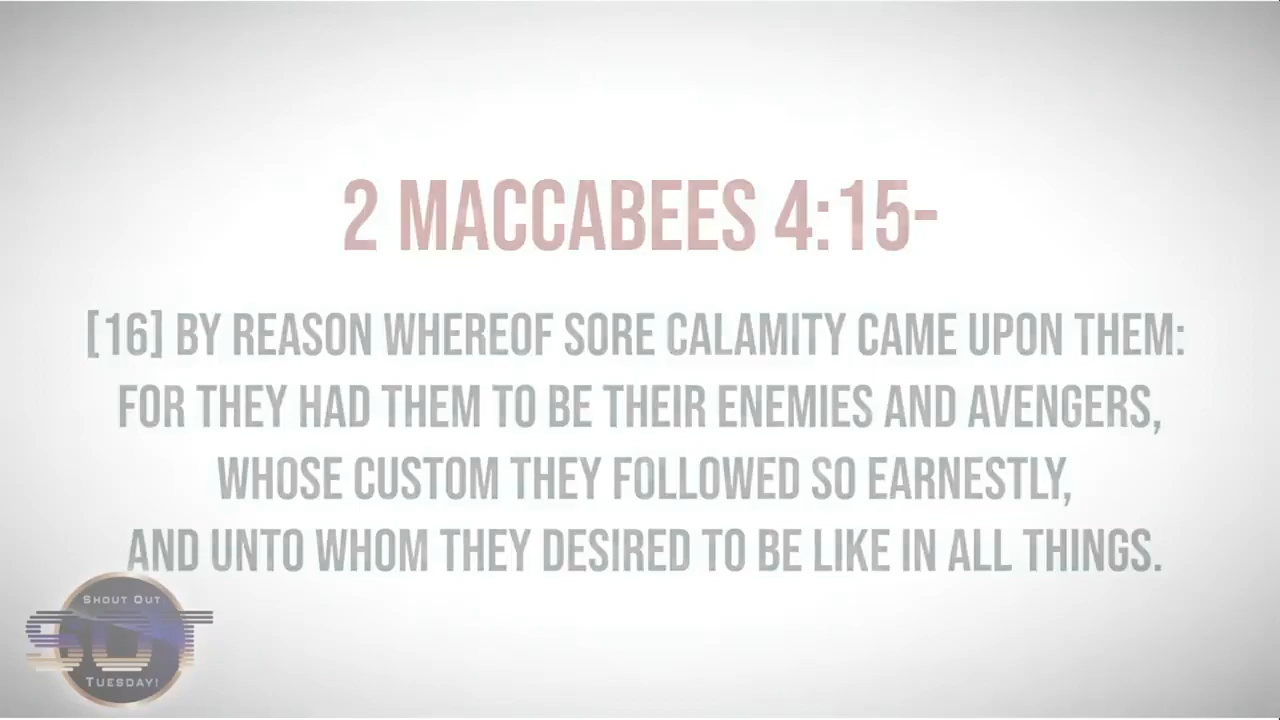 2 MACCABEES 4:15-
[16] BY REASON WHEREOF SORE CALAMITY CAME UPON THEM:
FOR THEY HAD THEM TO BE THEIR ENEMIES AND AVENGERS,
WHOSE CUSTOM THEY FOLLOWED SO EARNESTLY,
AND UNTO WHOM THEY DESIRED TO BE LIKE IN ALL THINGS.
SHOUT OUT
SOT
TUESDAY!